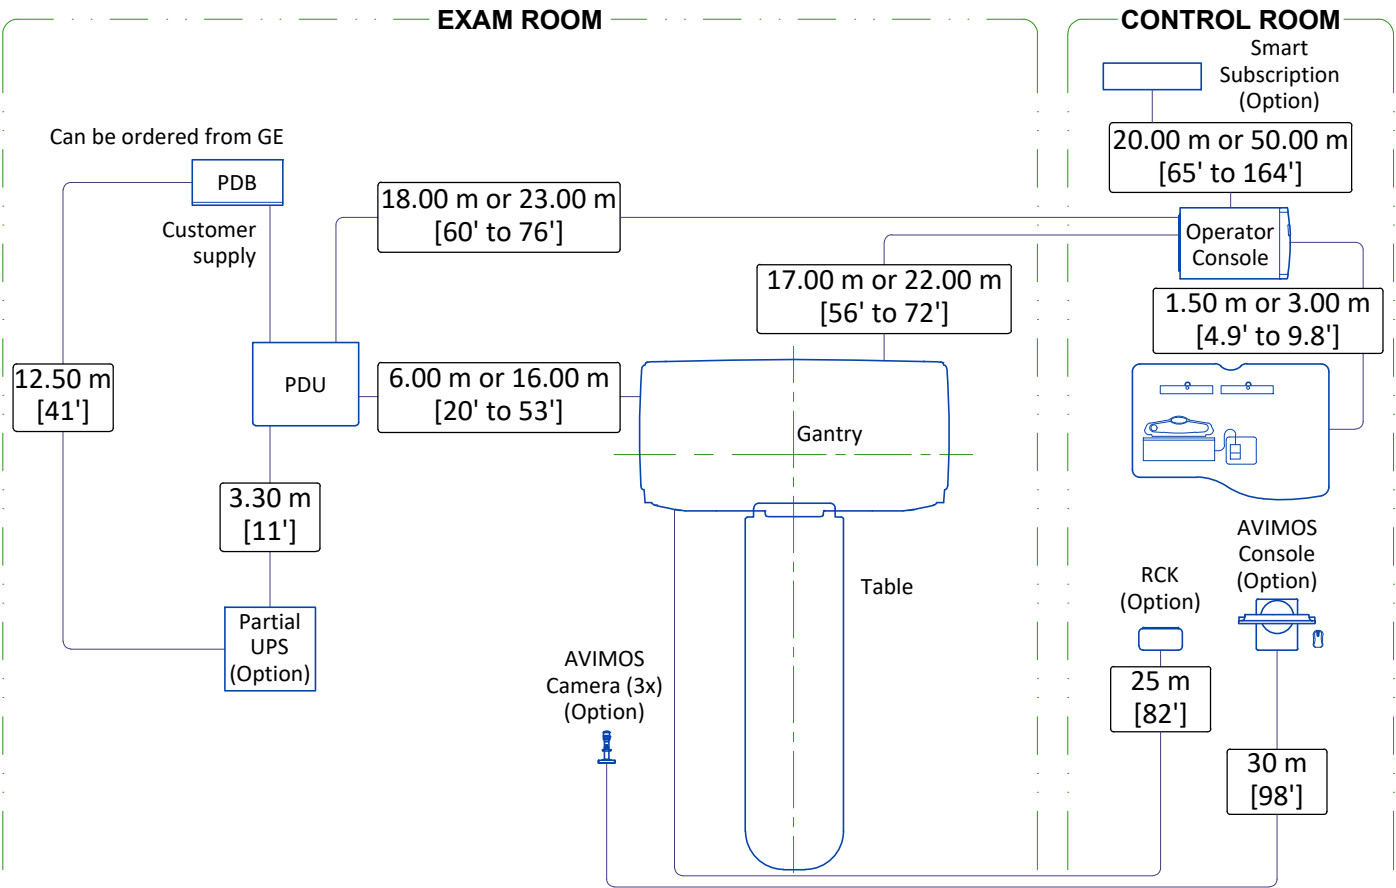 EXAM ROOM
CONTROL ROOM
Smart
Subscription
(Option)
20.00 m or 50.00 m
[65' to 164']
Can be ordered from GE
PDB
Customer
supply
18.00 m or 23.00 m
[60' to 76']
Operator
Console
17.00 m or 22.00 m
[56' to 72']
1.50 m or 3.00 m
[4.9' to 9.8']
12.50 m
[41']
PDU
6.00 m or 16.00 m
[20' to 53']
Gantry
3.30 m
[11']
Table
Partial
UPS
(Option)
AVIMOS
Camera (3x)
(Option)
RCK
(Option)
AVIMOS
Console
(Option)
25 m
[82']
30 m
[98']